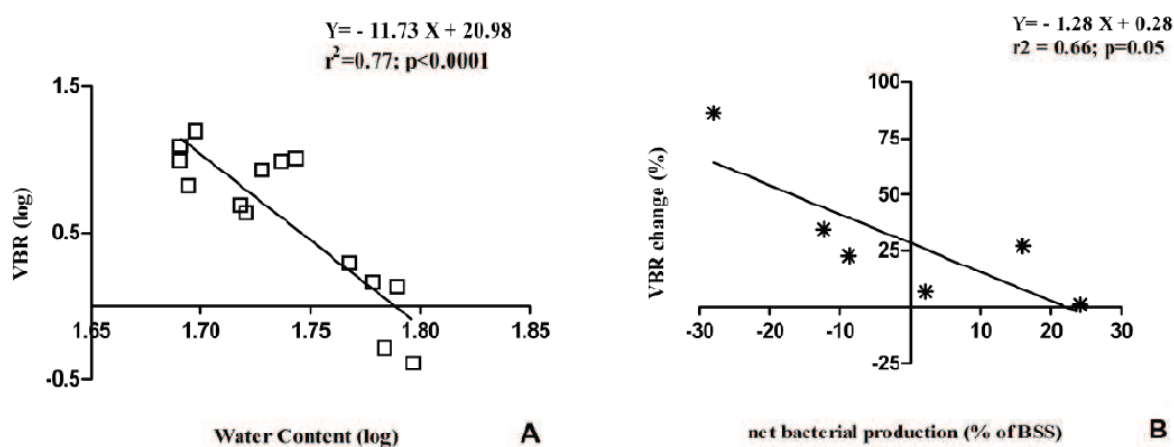 Y= - 11.73 X + 20.98
r²=0.77; p<0.0001
1.5
0.5
-0.5
1.65
1.70
1.75
1.80
1.85
VBR (log)
Water Content (log)
A
Y= - 1.28 X + 0.28
r2 = 0.66; p=0.05
100
75
50
25
-25
-30
-20
-10
0
10
20
30
VBR change (%)
net bacterial production (% of BSS)
B